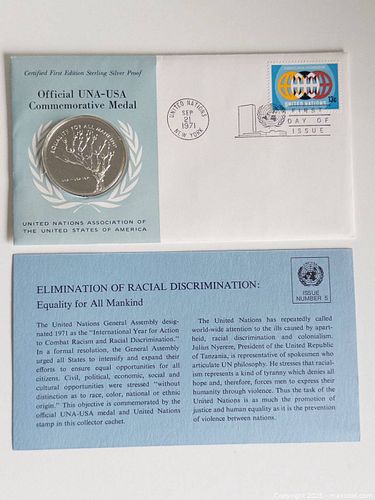 Certified First Edition Sterling Silver Proof
Official UNA-USA
Commemorative Medal
EQUALITY FOR ALL MANKIND
UNITED NATIONS ASSOCIATION OF
THE UNITED STATES OF AMERICA
UNITED NATIONS
SEP
21
1971
NEW YORK
UNITED NATIONS
13c
FIRST
DAY OF
ISSUE
ELIMINATION OF RACIAL DISCRIMINATION:
Equality for All Mankind
ISSUE
NUMBER 5
The United Nations General Assembly desig-
nated 1971 as the "International Year for Action
to Combat Racism and Racial Discrimination."
In a formal resolution, the General Assembly
urged all States to intensify and expand their
efforts to ensure equal opportunities for all
citizens. Civil, political, economic, social and
cultural opportunities were stressed "without
distinction as to race, color, national or ethnic
origin." This objective is commemorated by the
official UNA-USA medal and United Nations
stamp in this collector cachet.
The United Nations has repeatedly called
world-wide attention to the ills caused by apart-
heid, racial discrimination and colonialism.
Julius Nyerere, President of the United Republic
of Tanzania, is representative of spokesmen who
articulate UN philosophy. He stresses that racial-
ism represents a kind of tyranny which denies all
hope and, therefore, forces men to express their
humanity through violence. Thus the task of the
United Nations is as much the promotion of
justice and human equality as it is the prevention
of violence between nations.